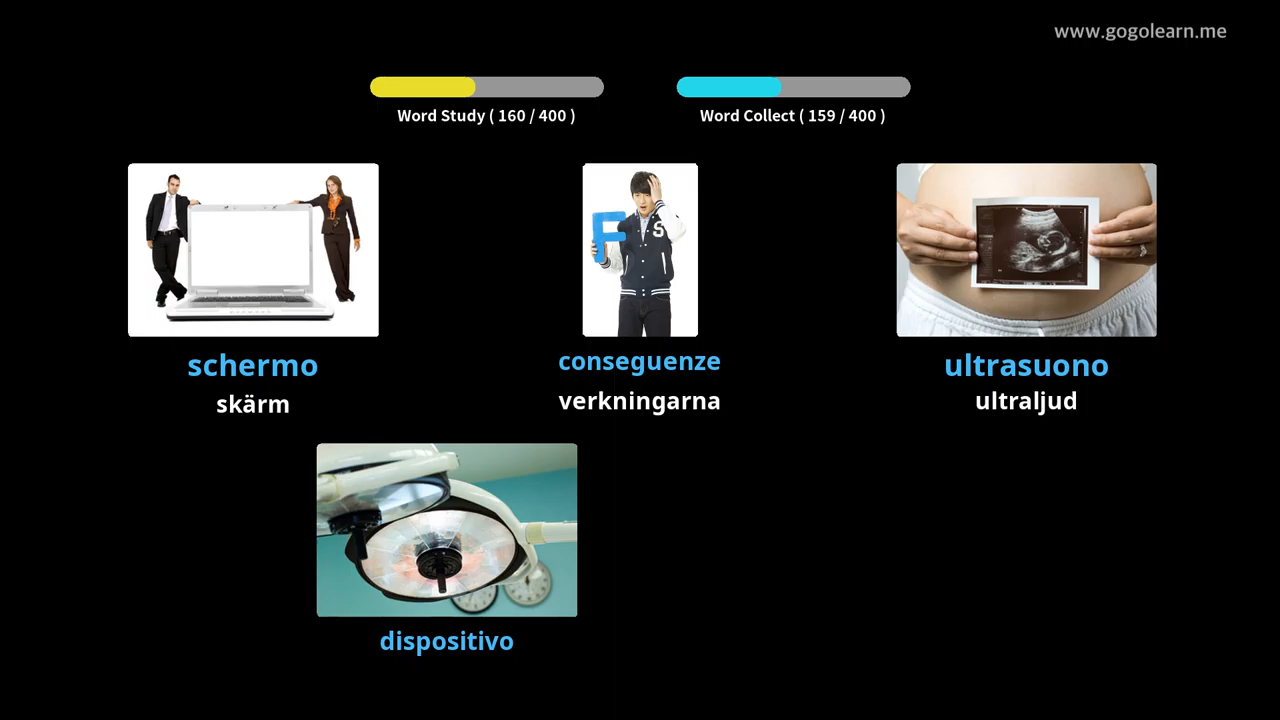 www.gogolearn.me
Word Study ( 160 / 400 )
Word Collect ( 159 / 400 )
F
S
schermo
conseguenze
ultrasuono
skärm
verkningarna
ultraljud
dispositivo